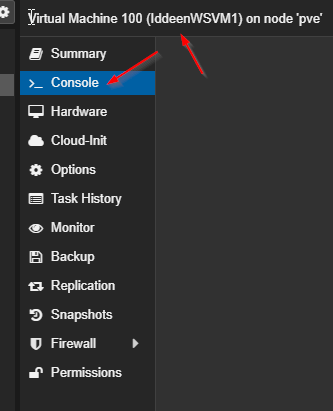 Virtual Machine 100 (IddeenWSVM1) on node 'pve'
Summary
Console
Hardware
Cloud-Init
Options
Task History
Monitor
Backup
Replication
Snapshots
Firewall
Permissions